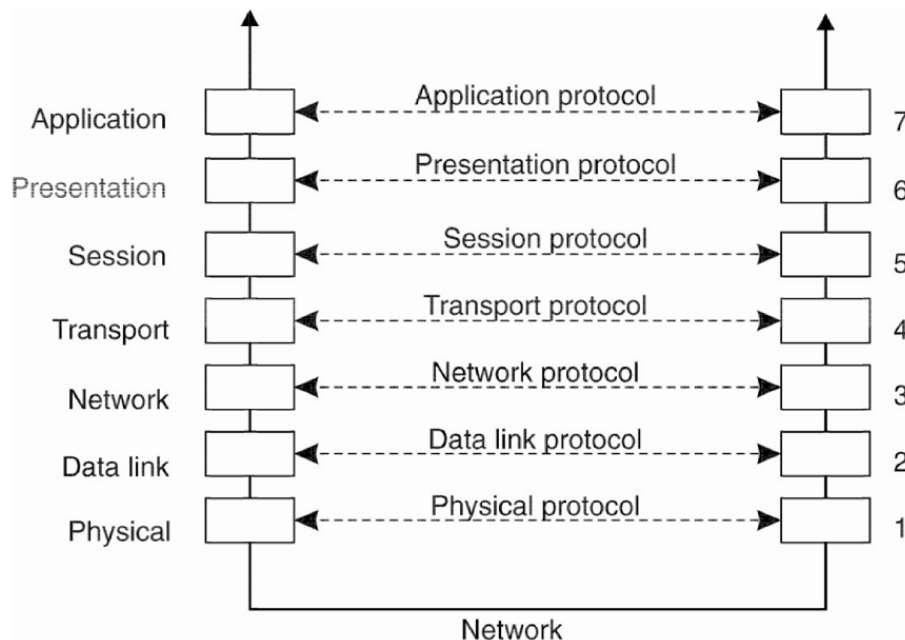 Application
Application protocol
7
Presentation
Presentation protocol
6
Session
Session protocol
5
Transport
Transport protocol
4
Network
Network protocol
3
Data link
Data link protocol
2
Physical
Physical protocol
1
Network